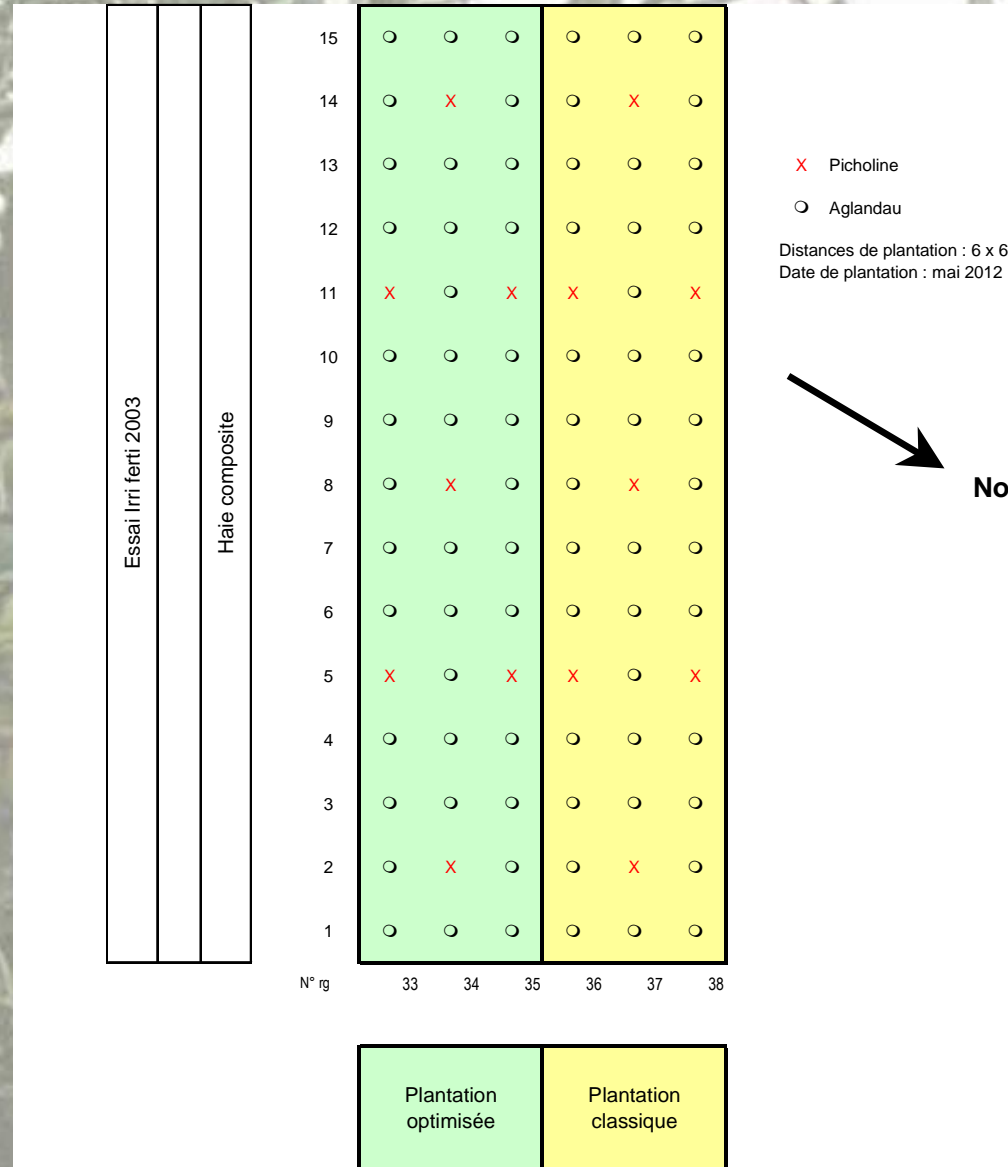 Essai Irri ferti 2003
Haie composite
15
14
13
12
11
10
9
8
7
6
5
4
3
2
1
N° rg 33 34 35 36 37 38
X Picholine
Aglandau
Distances de plantation : 6 x 6
Date de plantation : mai 2012
No
Plantation
optimisée
Plantation
classique